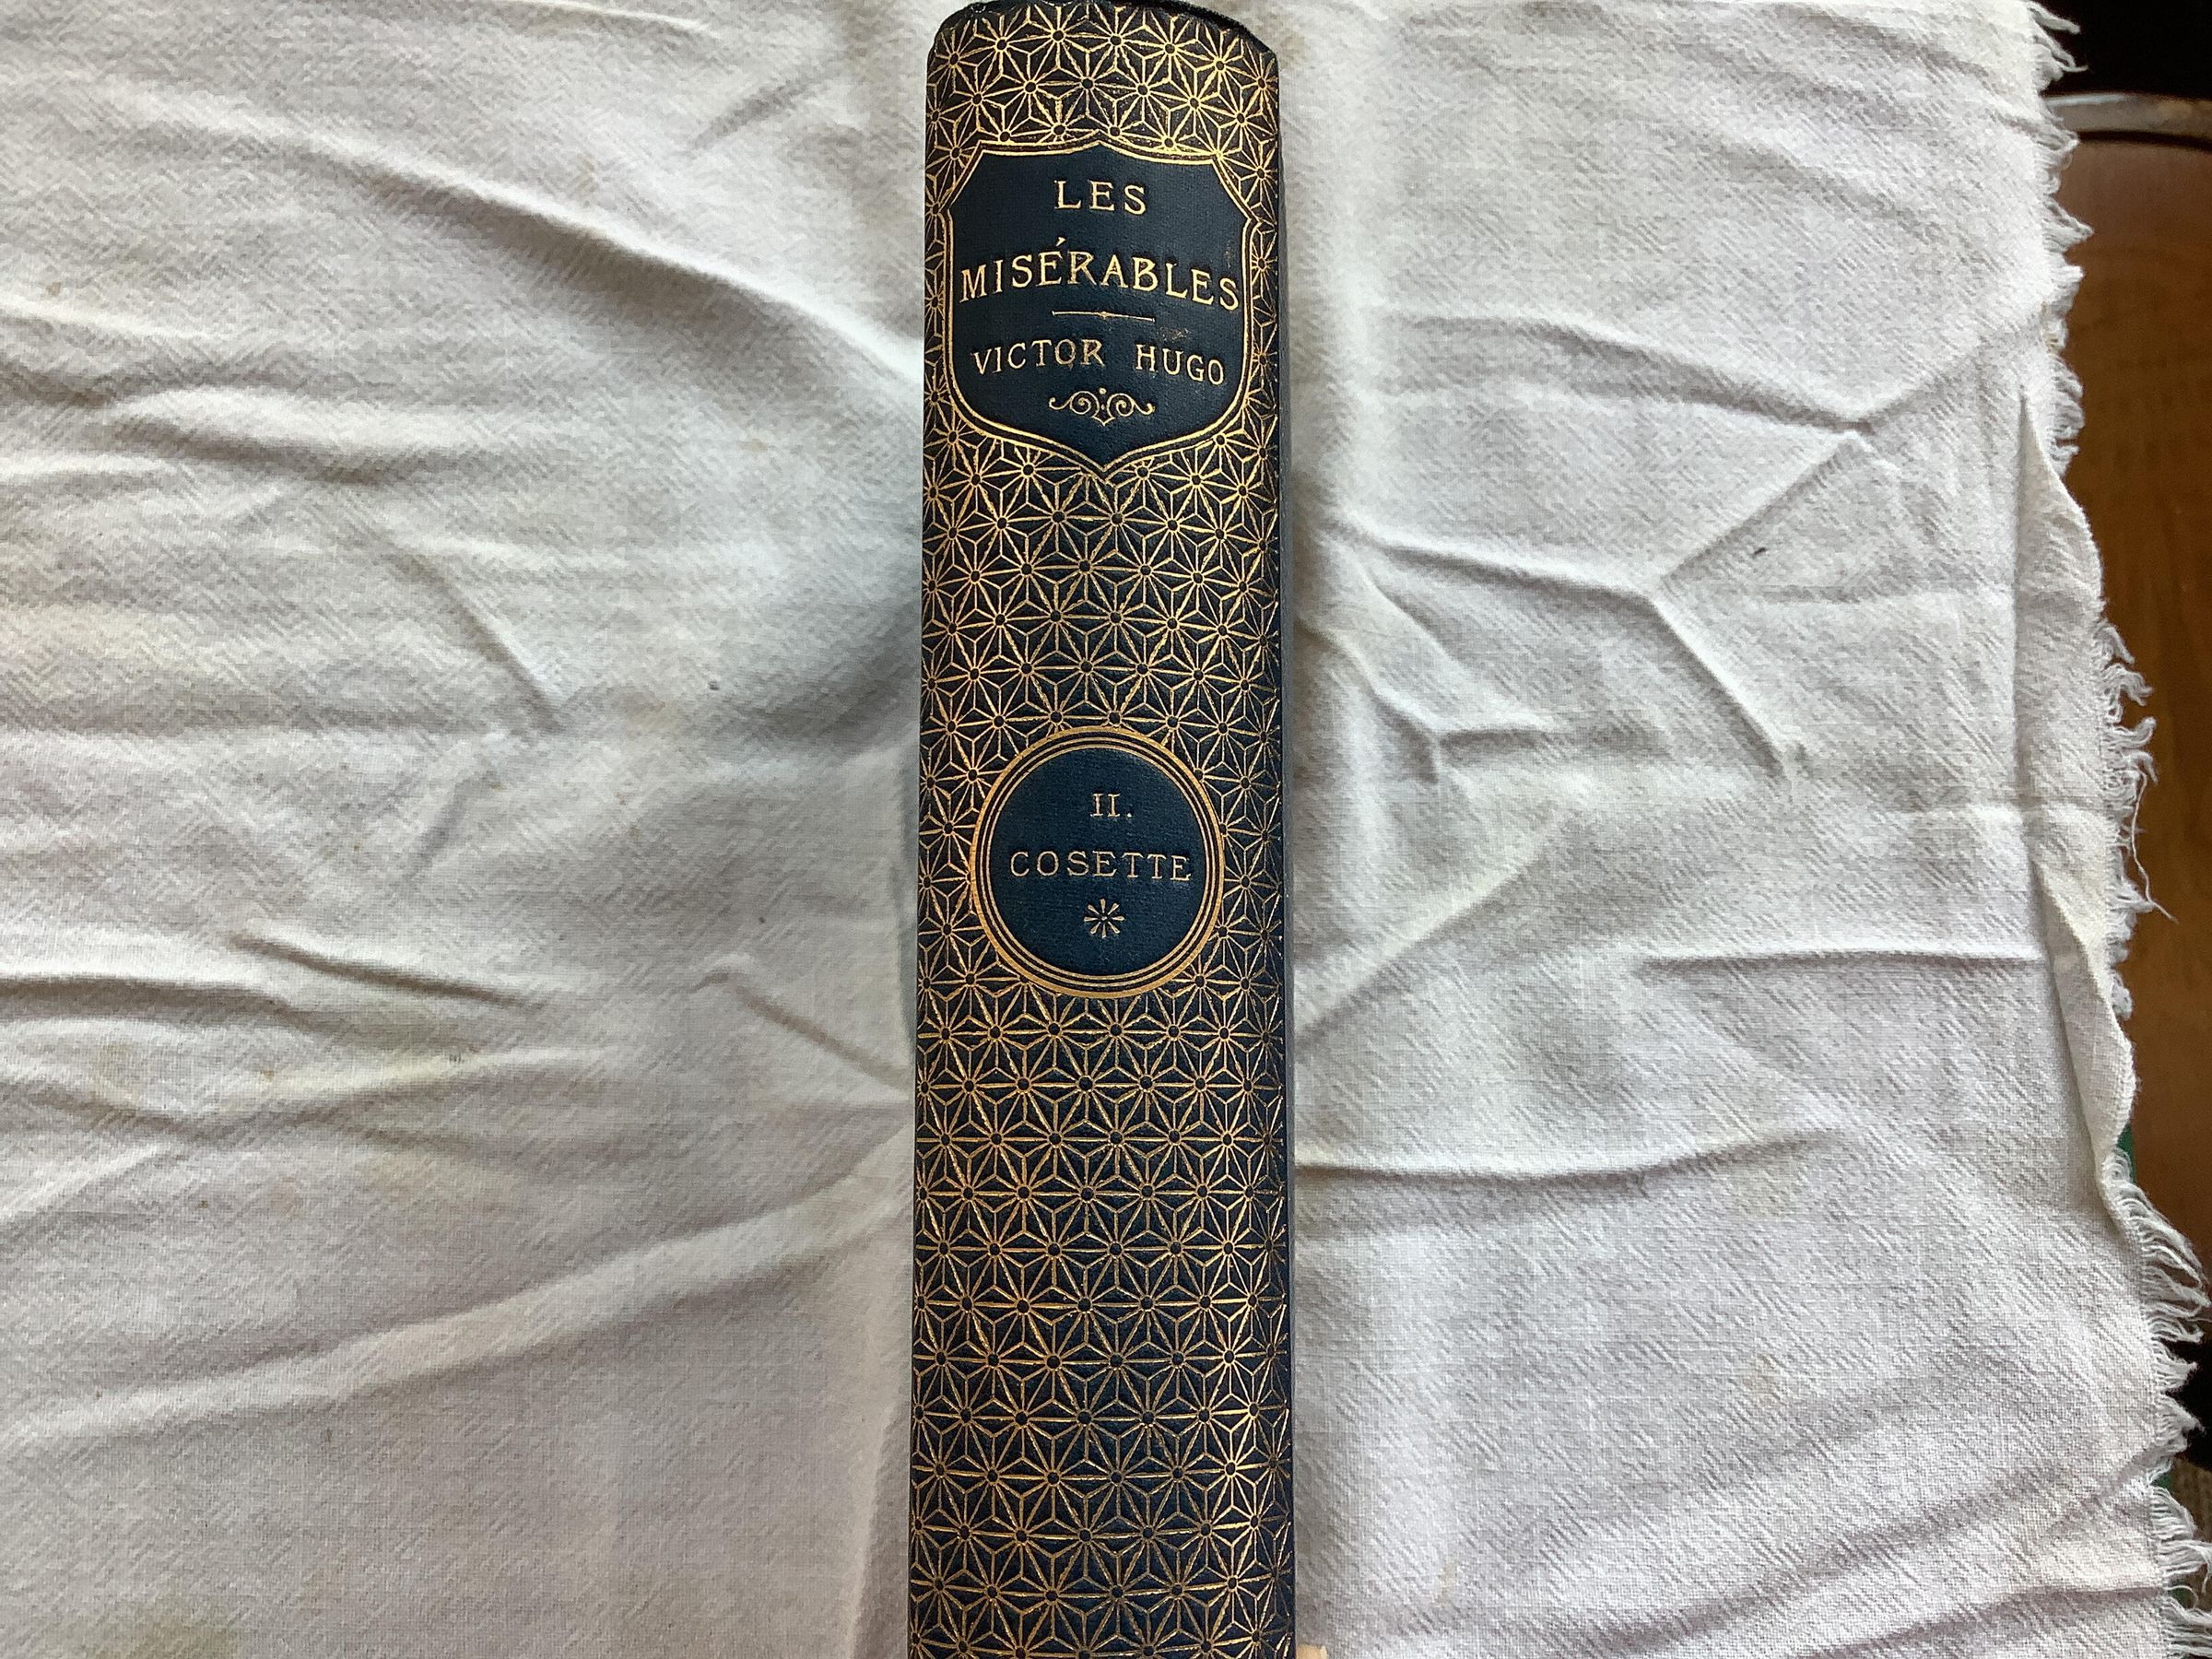 LES
MISÉRABLES
VICTOR HUGO
II.
COSETTE